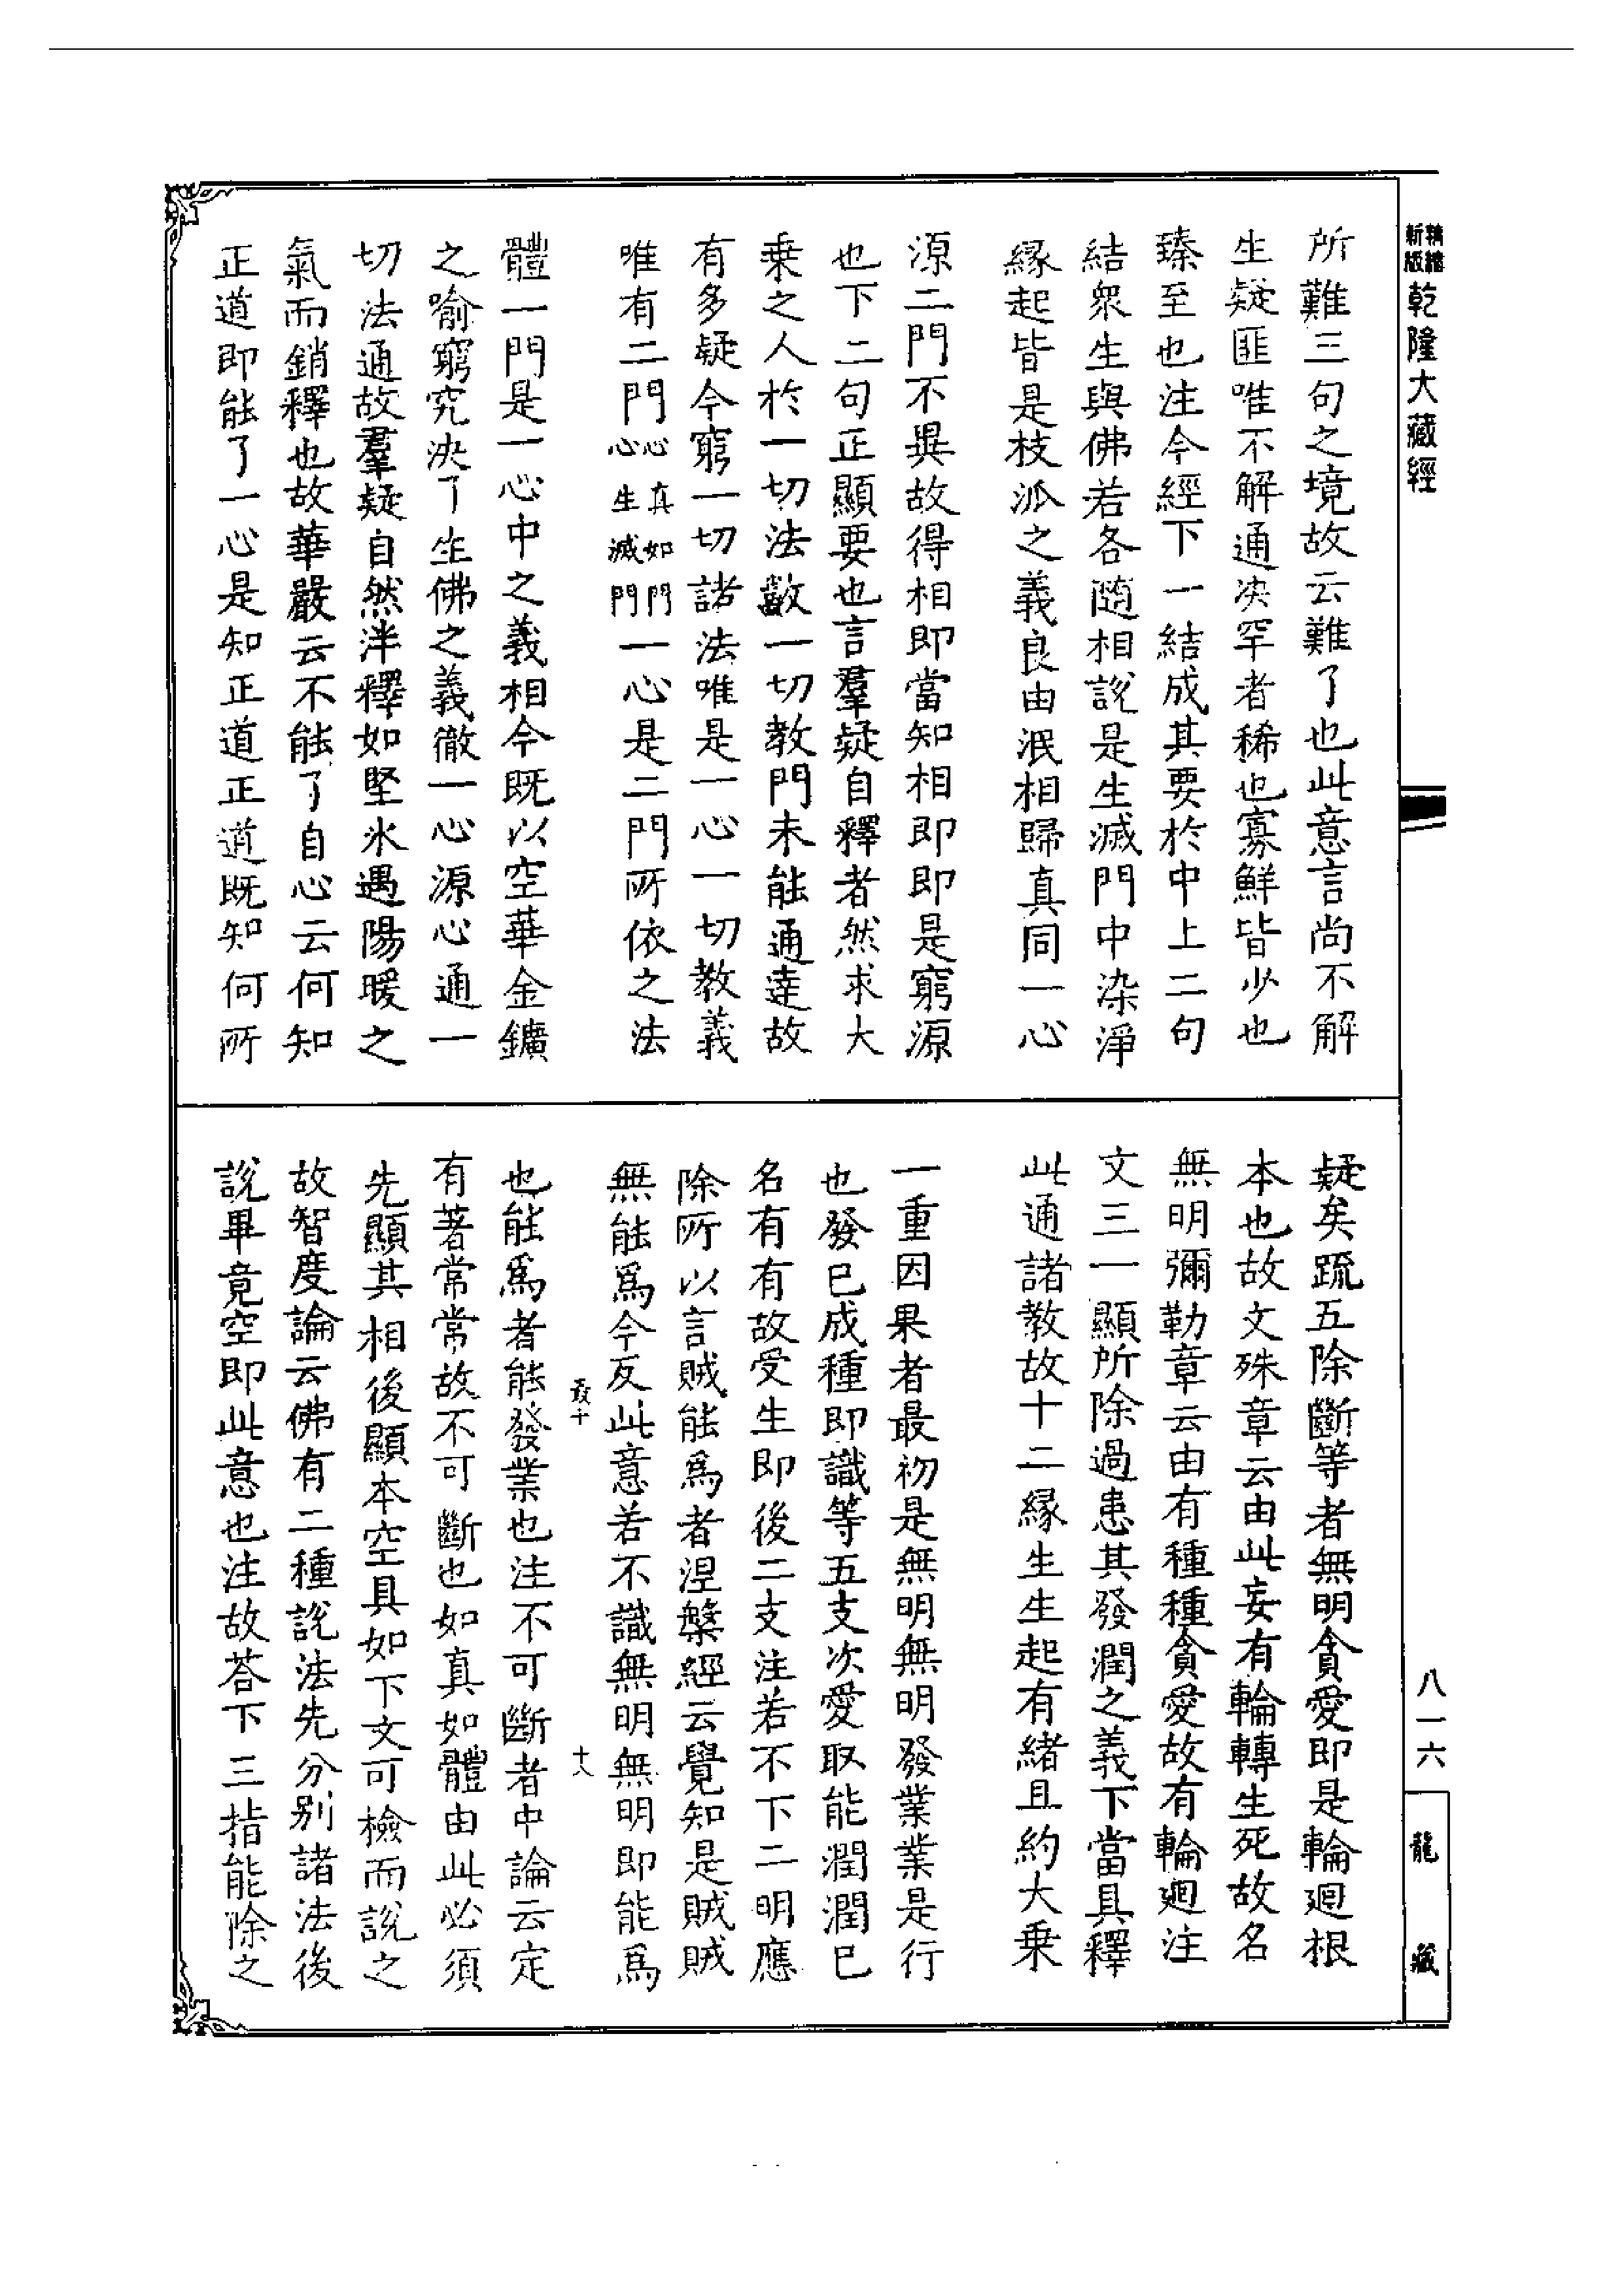 精縮
新版
乾隆大藏經
所難三句之境故云難了也此意言尚不解
生疑匪唯不解通决罕者稀也寡鮮皆少也
臻至也注今經下一結成其要於中上二句
結衆生與佛若各随相說是生滅門中染淨
縁起皆是枝派之義良由泯相歸真同一心
源二門不異故得相即當知相即即是窮源
也下二句正顯要也言羣疑自釋者然求大
乗之人於一切法數一切教門未能通達故
有多疑今窮一切諸法唯是一心一切教義
唯有二門心真如門心生滅門一心是二門所依之法
體一門是一心中之義相今既以空華金鑛
之喻窮究決了生佛之義徹一心源心通一
切法通故羣疑自然泮釋如堅氷遇陽暖之
氣而銷釋也故華嚴云不能了自心云何知
正道即能了一心是知正道正道既知何所
疑矣䟽五除斷等者無明貪愛即是輪廻根
本也故文殊章云由此妄有輪轉生死故名
無明彌勒章云由有種種貪愛故有輪廻注
文三一顯所除過患其發潤之義下當具釋
此通諸教故十二縁生生起有緒且約大乗
一重因果者最初是無明無明發業業是行
也發已成種即識等五支次愛取能潤潤已
名有有故受生即後二支注若不下二明應
除所以言賊能爲者涅槃經云覺知是賊賊
無能爲今反此意若不識無明無明即能爲
㝡十
十八
也能爲者能發業也注不可斷者中論云定
有著常常故不可斷也如真如體由此必須
先顯其相後顯本空具如下文可檢而說之
故智度論云佛有二種說法先分别諸法後
說畢竟空即此意也注故荅下三指能除之
八一六
龍藏